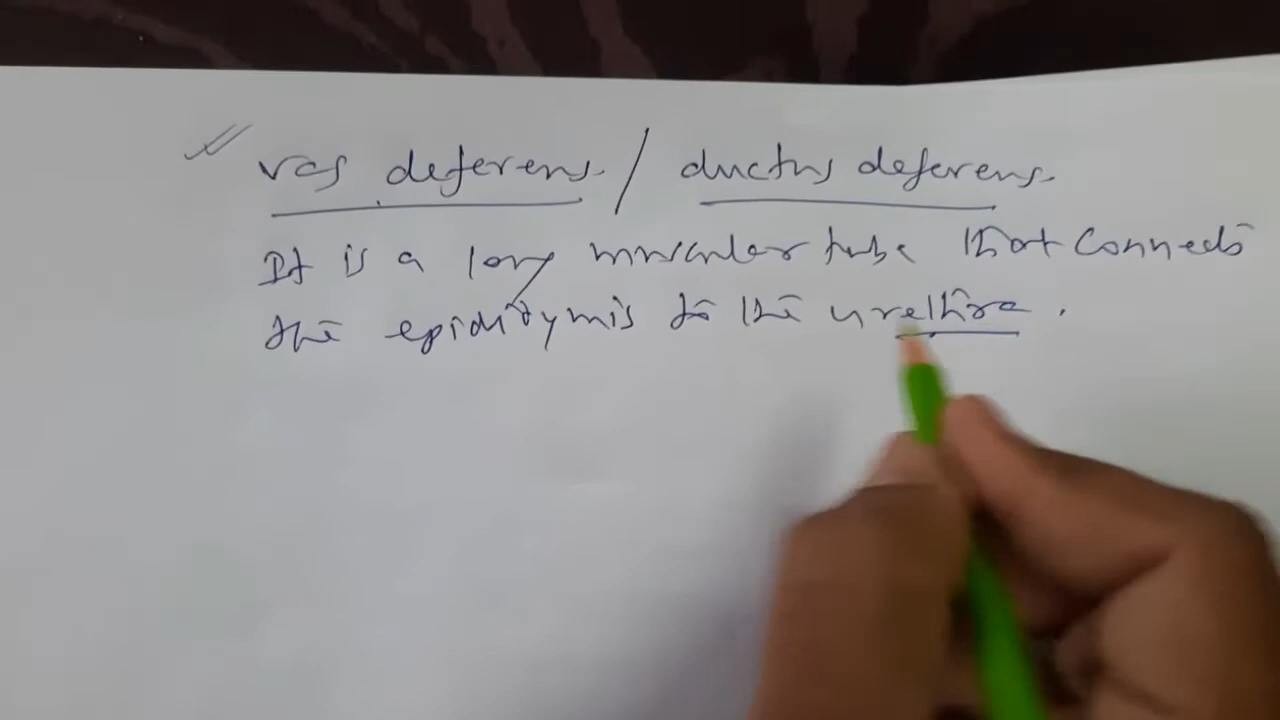 vas deferens. / ductus deferens.
It is a long muscular tube that connects
the epididymis to the urethra.